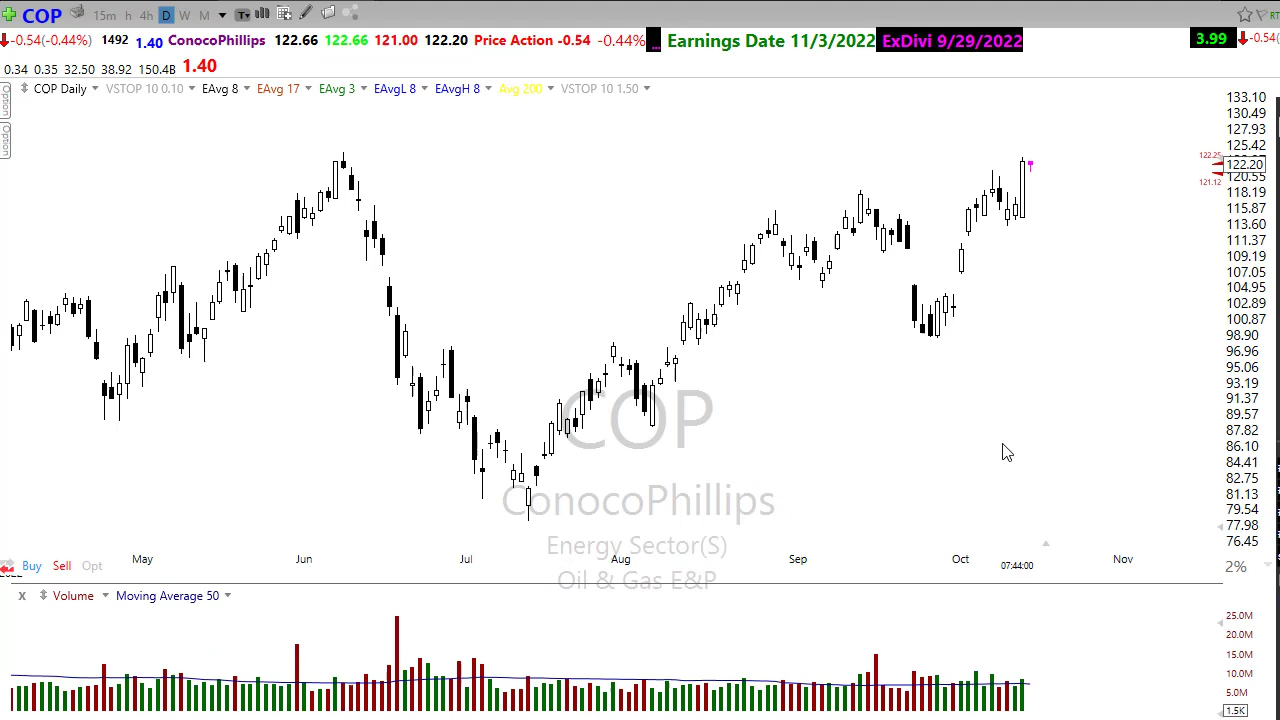 COP 15m h 4h D W M T RT
-0.54(-0.44%) 1492 1.40 ConocoPhillips 122.66 122.66 121.00 122.20 Price Action -0.54 -0.44% ... Earnings Date 11/3/2022 ExDivi 9/29/2022 3.99 -0.54(
0.34 0.35 32.50 38.92 150.4B 1.40
COP Daily VSTOP 10 0.10 EAvg 8 EAvg 17 EAvg 3 EAvgL 8 EAvgH 8 Avg 200 VSTOP 10 1.50
Option
Option
133.10
130.49
127.93
125.42
122.25
122.20
120.55
121.12
118.19
115.87
113.60
111.37
109.19
107.05
104.95
102.89
100.87
98.90
96.96
95.06
93.19
91.37
89.57
87.82
86.10
84.41
82.75
81.13
79.54
77.98
76.45
COP
ConocoPhillips
Energy Sector(S)
Oil & Gas E&P
May Jun Jul Aug Sep Oct Nov
Buy Sell Opt 07:44:00 2%
X Volume Moving Average 50
25.0M
20.0M
15.0M
10.0M
5.0M
1.5K